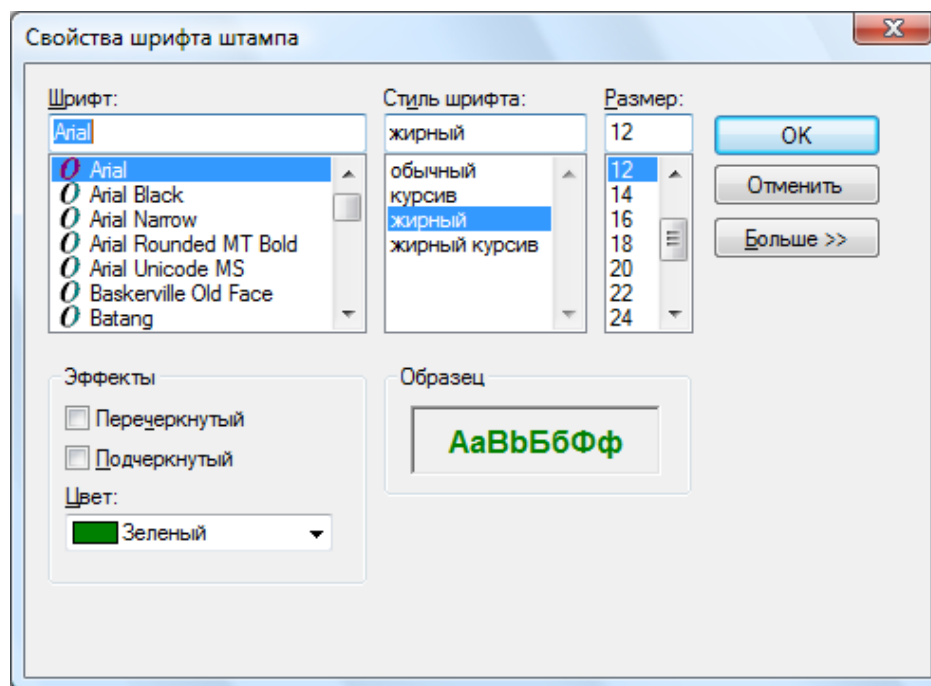 Свойства шрифта штампа
Шрифт:
Arial
Arial
Arial Black
Arial Narrow
Arial Rounded MT Bold
Arial Unicode MS
Baskerville Old Face
Batang
Стиль шрифта:
жирный
обычный
курсив
жирный
жирный курсив
Размер:
12
12
14
16
18
20
22
24
OK
Отменить
Больше >>
Эффекты
Перечеркнутый
Подчеркнутый
Цвет:
Зеленый
Образец
АаВbБбФф